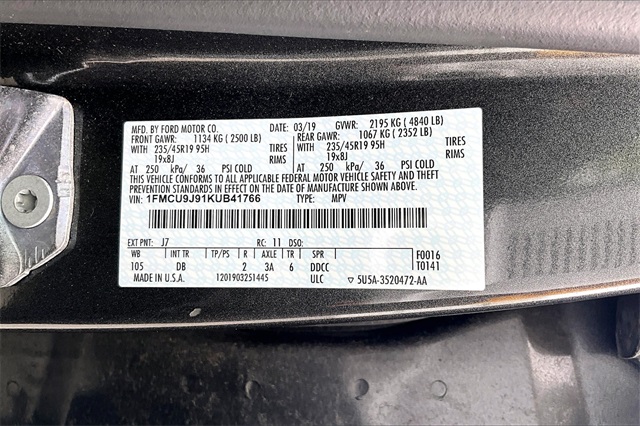 MFD. BY FORD MOTOR CO. DATE: 03/19 GVWR: 2195 KG ( 4840 LB)
FRONT GAWR: 1134 KG ( 2500 LB) REAR GAWR: 1067 KG ( 2352 LB)
WITH 235/45R19 95H TIRES WITH 235/45R19 95H TIRES
19x8J RIMS 19x8J RIMS
AT 250 kPa/ 36 PSI COLD AT 250 kPa/ 36 PSI COLD
THIS VEHICLE CONFORMS TO ALL APPLICABLE FEDERAL MOTOR VEHICLE SAFETY AND THEFT
PREVENTION STANDARDS IN EFFECT ON THE DATE OF MANUFACTURE SHOWN ABOVE.
VIN: 1FMCU9J91KUB41766 TYPE: MPV
EXT PNT: J7 RC: 11 DSO: F0016
WB INT TR TP/PS R AXLE TR SPR T0141
105 DB 2 3A 6 DDCC
MADE IN U.S.A. 1201903251445 ULC ▽ 5U5A-3520472-AA